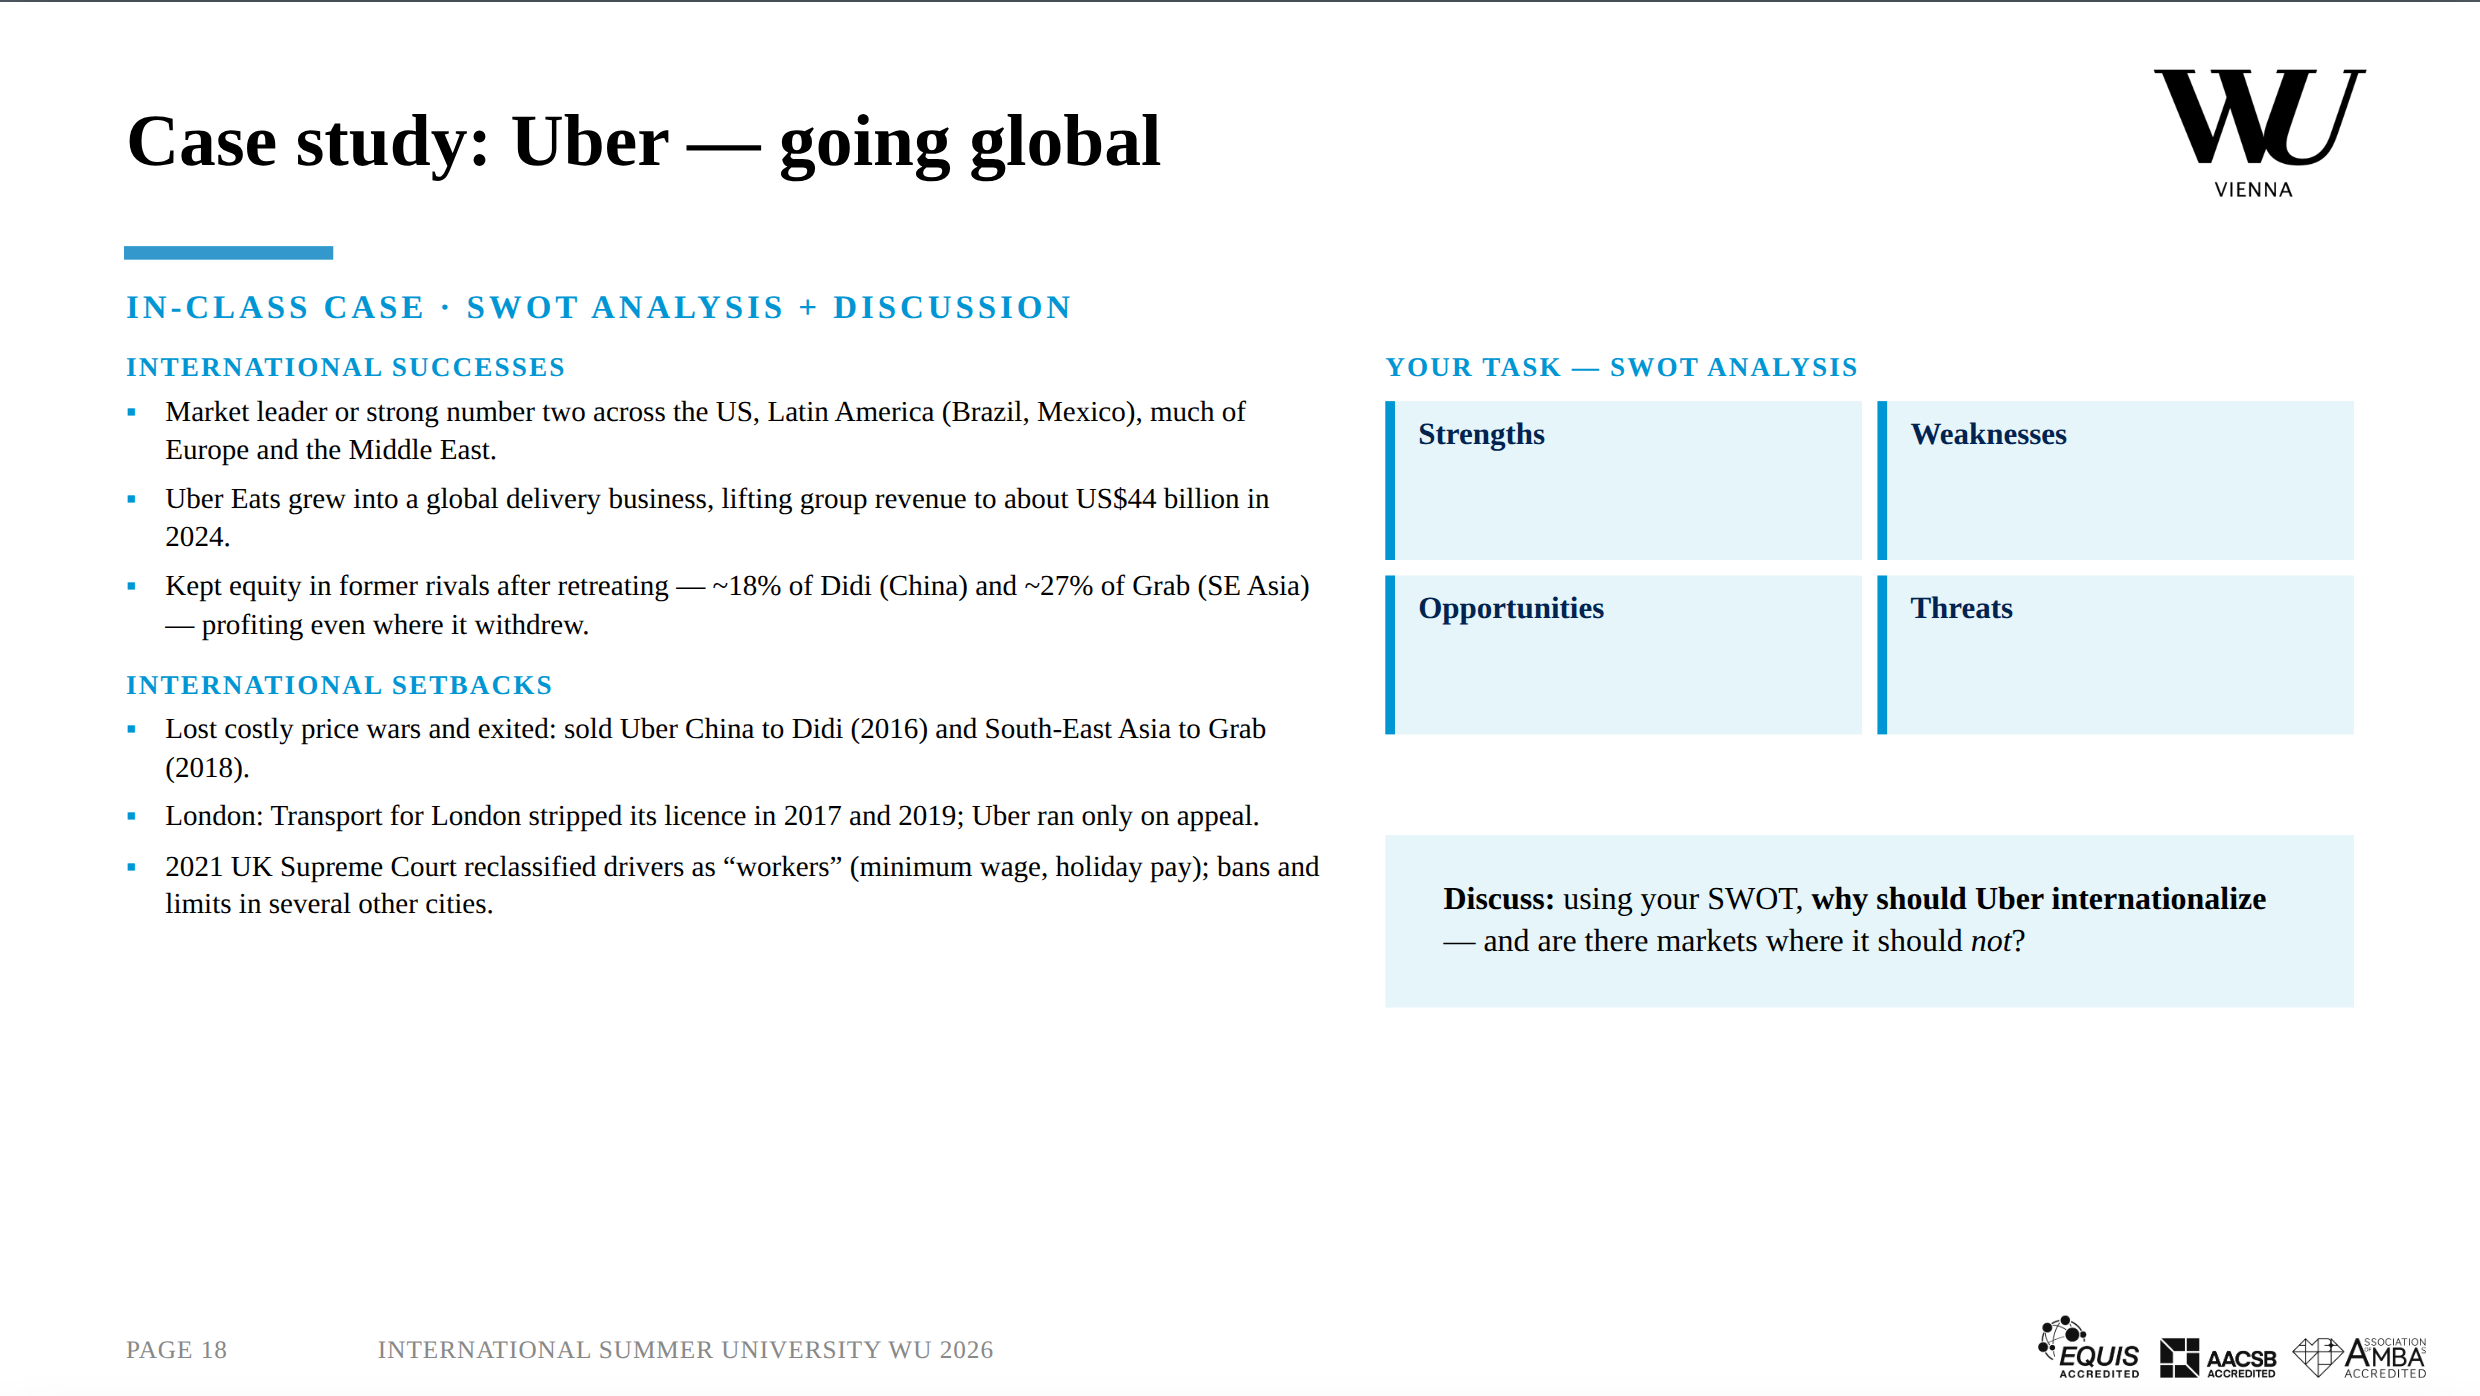 Case study: Uber — going global
WU
VIENNA
IN-CLASS CASE · SWOT ANALYSIS + DISCUSSION
INTERNATIONAL SUCCESSES
▪ Market leader or strong number two across the US, Latin America (Brazil, Mexico), much of
Europe and the Middle East.
▪ Uber Eats grew into a global delivery business, lifting group revenue to about US$44 billion in
2024.
▪ Kept equity in former rivals after retreating — ~18% of Didi (China) and ~27% of Grab (SE Asia)
— profiting even where it withdrew.
INTERNATIONAL SETBACKS
▪ Lost costly price wars and exited: sold Uber China to Didi (2016) and South-East Asia to Grab
(2018).
▪ London: Transport for London stripped its licence in 2017 and 2019; Uber ran only on appeal.
▪ 2021 UK Supreme Court reclassified drivers as “workers” (minimum wage, holiday pay); bans and
limits in several other cities.
YOUR TASK — SWOT ANALYSIS
Strengths
Weaknesses
Opportunities
Threats
Discuss: using your SWOT, why should Uber internationalize
— and are there markets where it should not?
PAGE 18
INTERNATIONAL SUMMER UNIVERSITY WU 2026
EQUIS
ACCREDITED
AACSB
ACCREDITED
ASSOCIATION
OF AMBAS
ACCREDITED